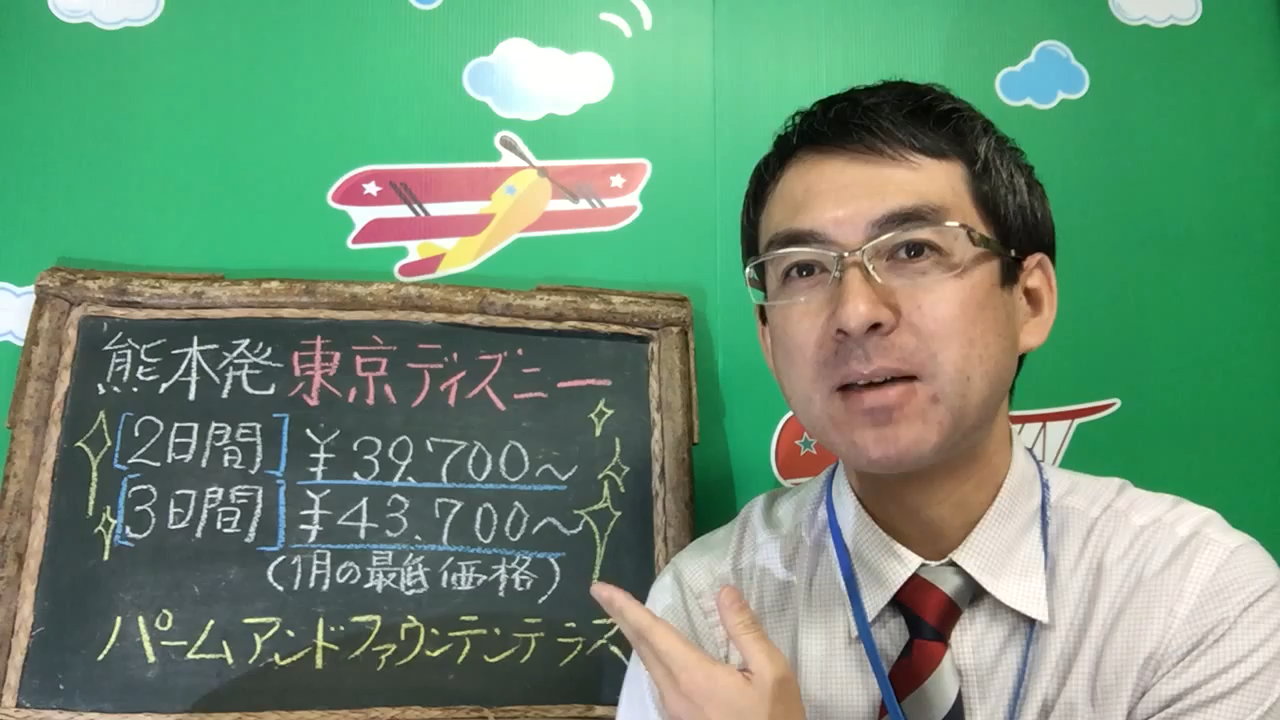 熊本発 東京ディズニー
[2日間] ¥39.700〜
[3日間] ¥43.700〜
(1月の最低価格)
パームアンドファウンテンテラス